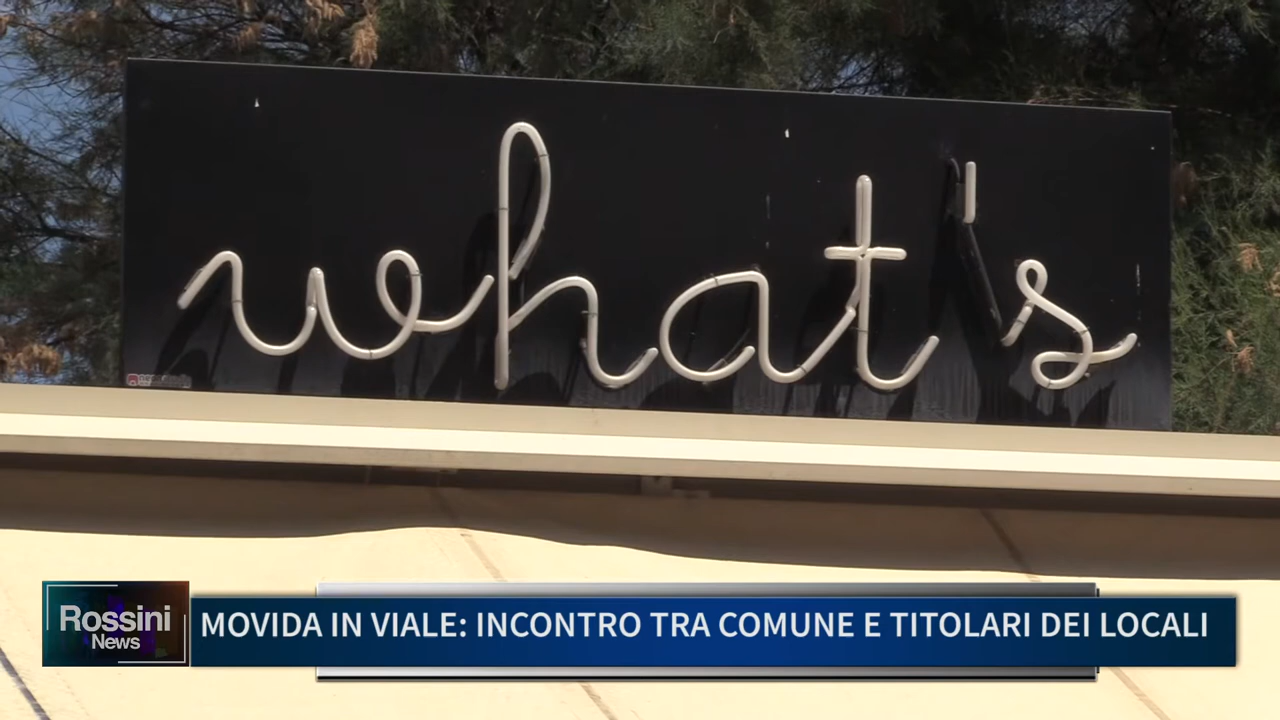 what's
Rossini
News
MOVIDA IN VIALE: INCONTRO TRA COMUNE E TITOLARI DEI LOCALI